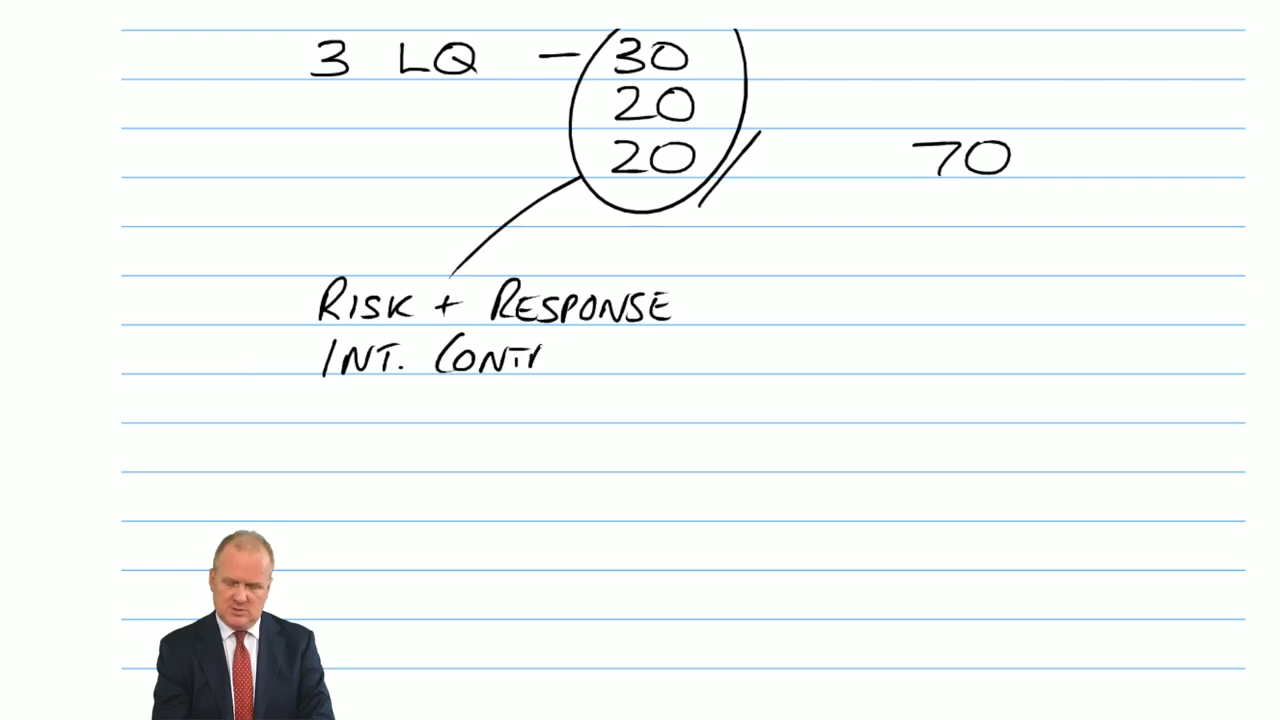 3 LQ - 30
20
20 70
RISK + RESPONSE
INT. CONTR